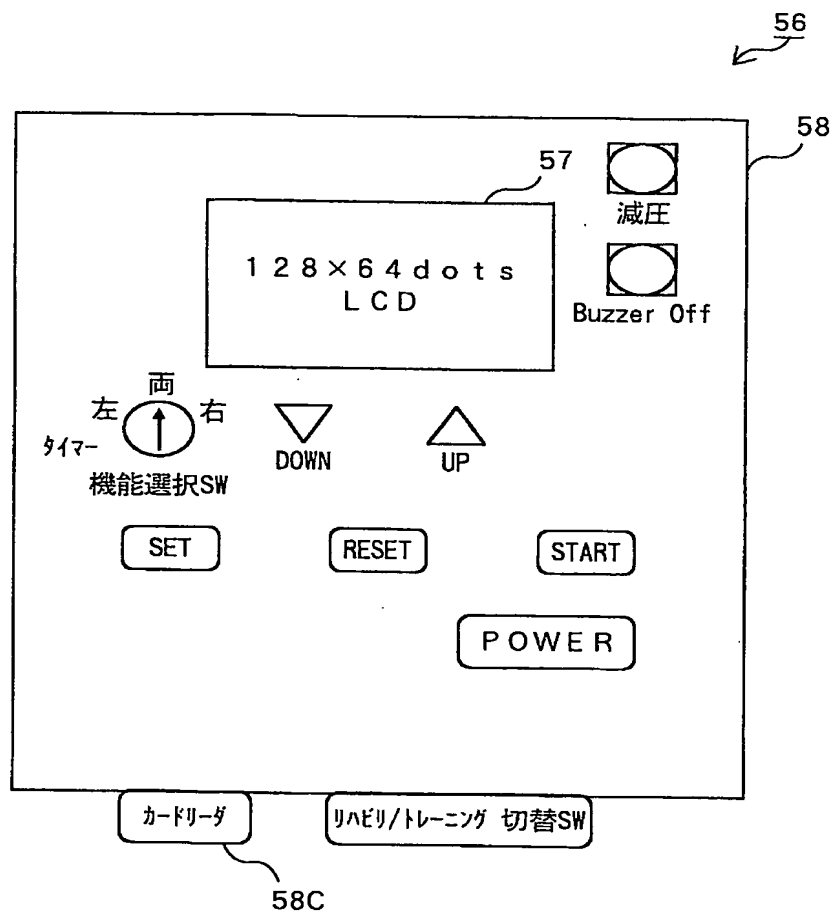 56
58
57
減圧
128×64dots
LCD
Buzzer Off
両
左 右
ﾀｲﾏｰ
機能選択SW
DOWN UP
SET RESET START
POWER
ｶｰﾄﾞﾘｰﾀﾞ ﾘﾊﾋﾞﾘ/ﾄﾚｰﾆﾝｸﾞ 切替SW
58C